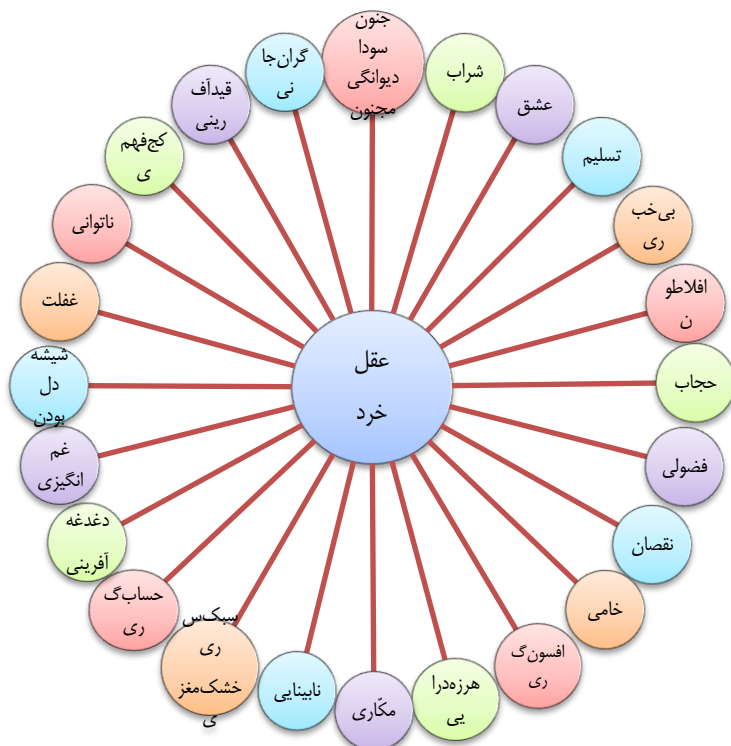 عقل
خرد
جنون
سودا
دیوانگی
مجنون
شراب
عشق
تسلیم
بی‌خب
ری
افلاطو
ن
حجاب
فضولی
نقصان
خامی
افسون‌گ
ری
هرزه‌درا
یی
مکّاری
نابینایی
سبک‌س
ری
خشک‌مغز
ی
حساب‌گ
ری
دغدغه
آفرینی
غم
انگیزی
شیشه
دل
بودن
غفلت
ناتوانی
کج‌فهم
ی
قیدآف
رینی
گران‌جا
نی